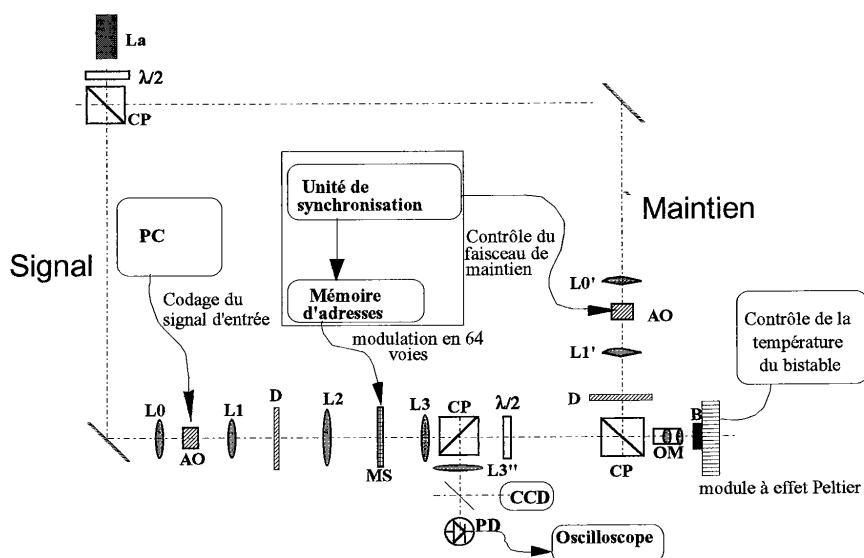 La
λ/2
CP
Unité de
synchronisation
PC
Maintien
Contrôle du
faisceau de
maintien
Signal
L0'
Mémoire
d'adresses
AO
Codage du
signal d'entrée
Contrôle de la
température
du bistable
modulation en 64
voies
L1'
D
L0
L1
D
L2
L3
CP
λ/2
B
AO
MS
L3''
CP
OM
CCD
module à effet Peltier
PD
Oscilloscope